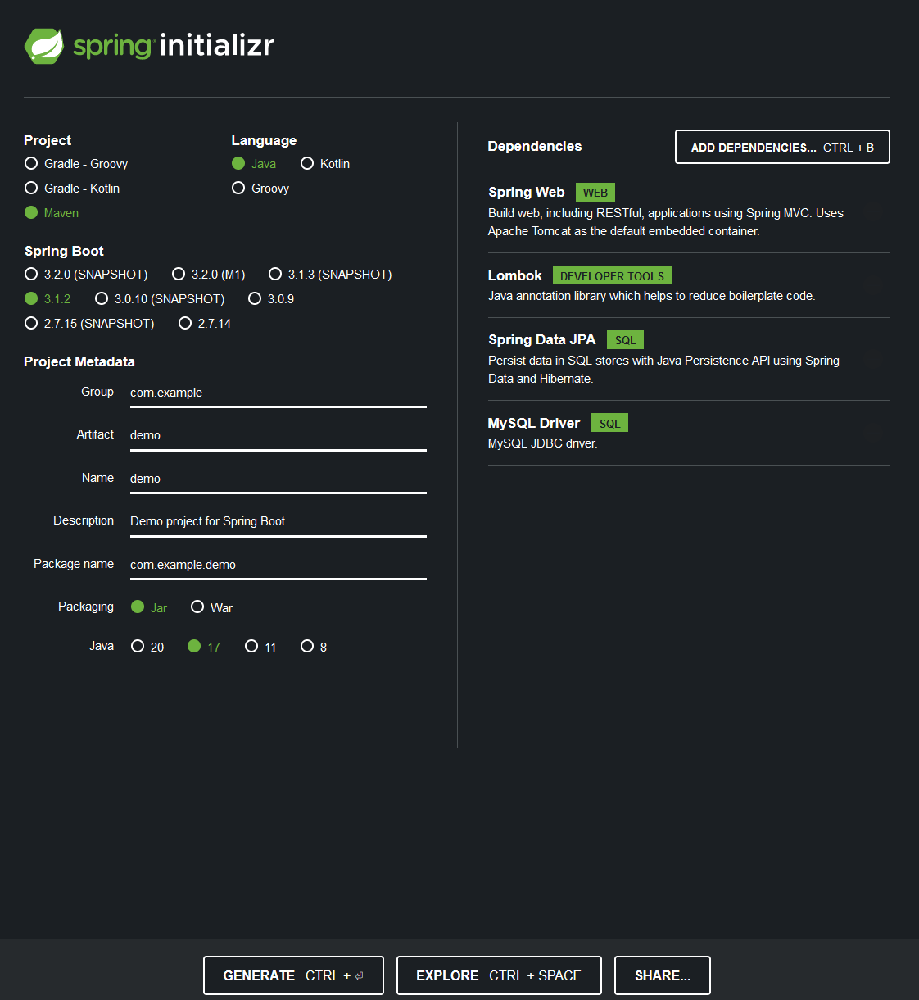 spring initializr
Project
Gradle - Groovy
Gradle - Kotlin
Maven
Language
Java Kotlin
Groovy
Spring Boot
3.2.0 (SNAPSHOT) 3.2.0 (M1) 3.1.3 (SNAPSHOT)
3.1.2 3.0.10 (SNAPSHOT) 3.0.9
2.7.15 (SNAPSHOT) 2.7.14
Project Metadata
Group com.example
Artifact demo
Name demo
Description Demo project for Spring Boot
Package name com.example.demo
Packaging Jar War
Java 20 17 11 8
Dependencies ADD DEPENDENCIES... CTRL + B
Spring Web WEB
Build web, including RESTful, applications using Spring MVC. Uses
Apache Tomcat as the default embedded container.
Lombok DEVELOPER TOOLS
Java annotation library which helps to reduce boilerplate code.
Spring Data JPA SQL
Persist data in SQL stores with Java Persistence API using Spring
Data and Hibernate.
MySQL Driver SQL
MySQL JDBC driver.
GENERATE CTRL + ⏎ EXPLORE CTRL + SPACE SHARE...